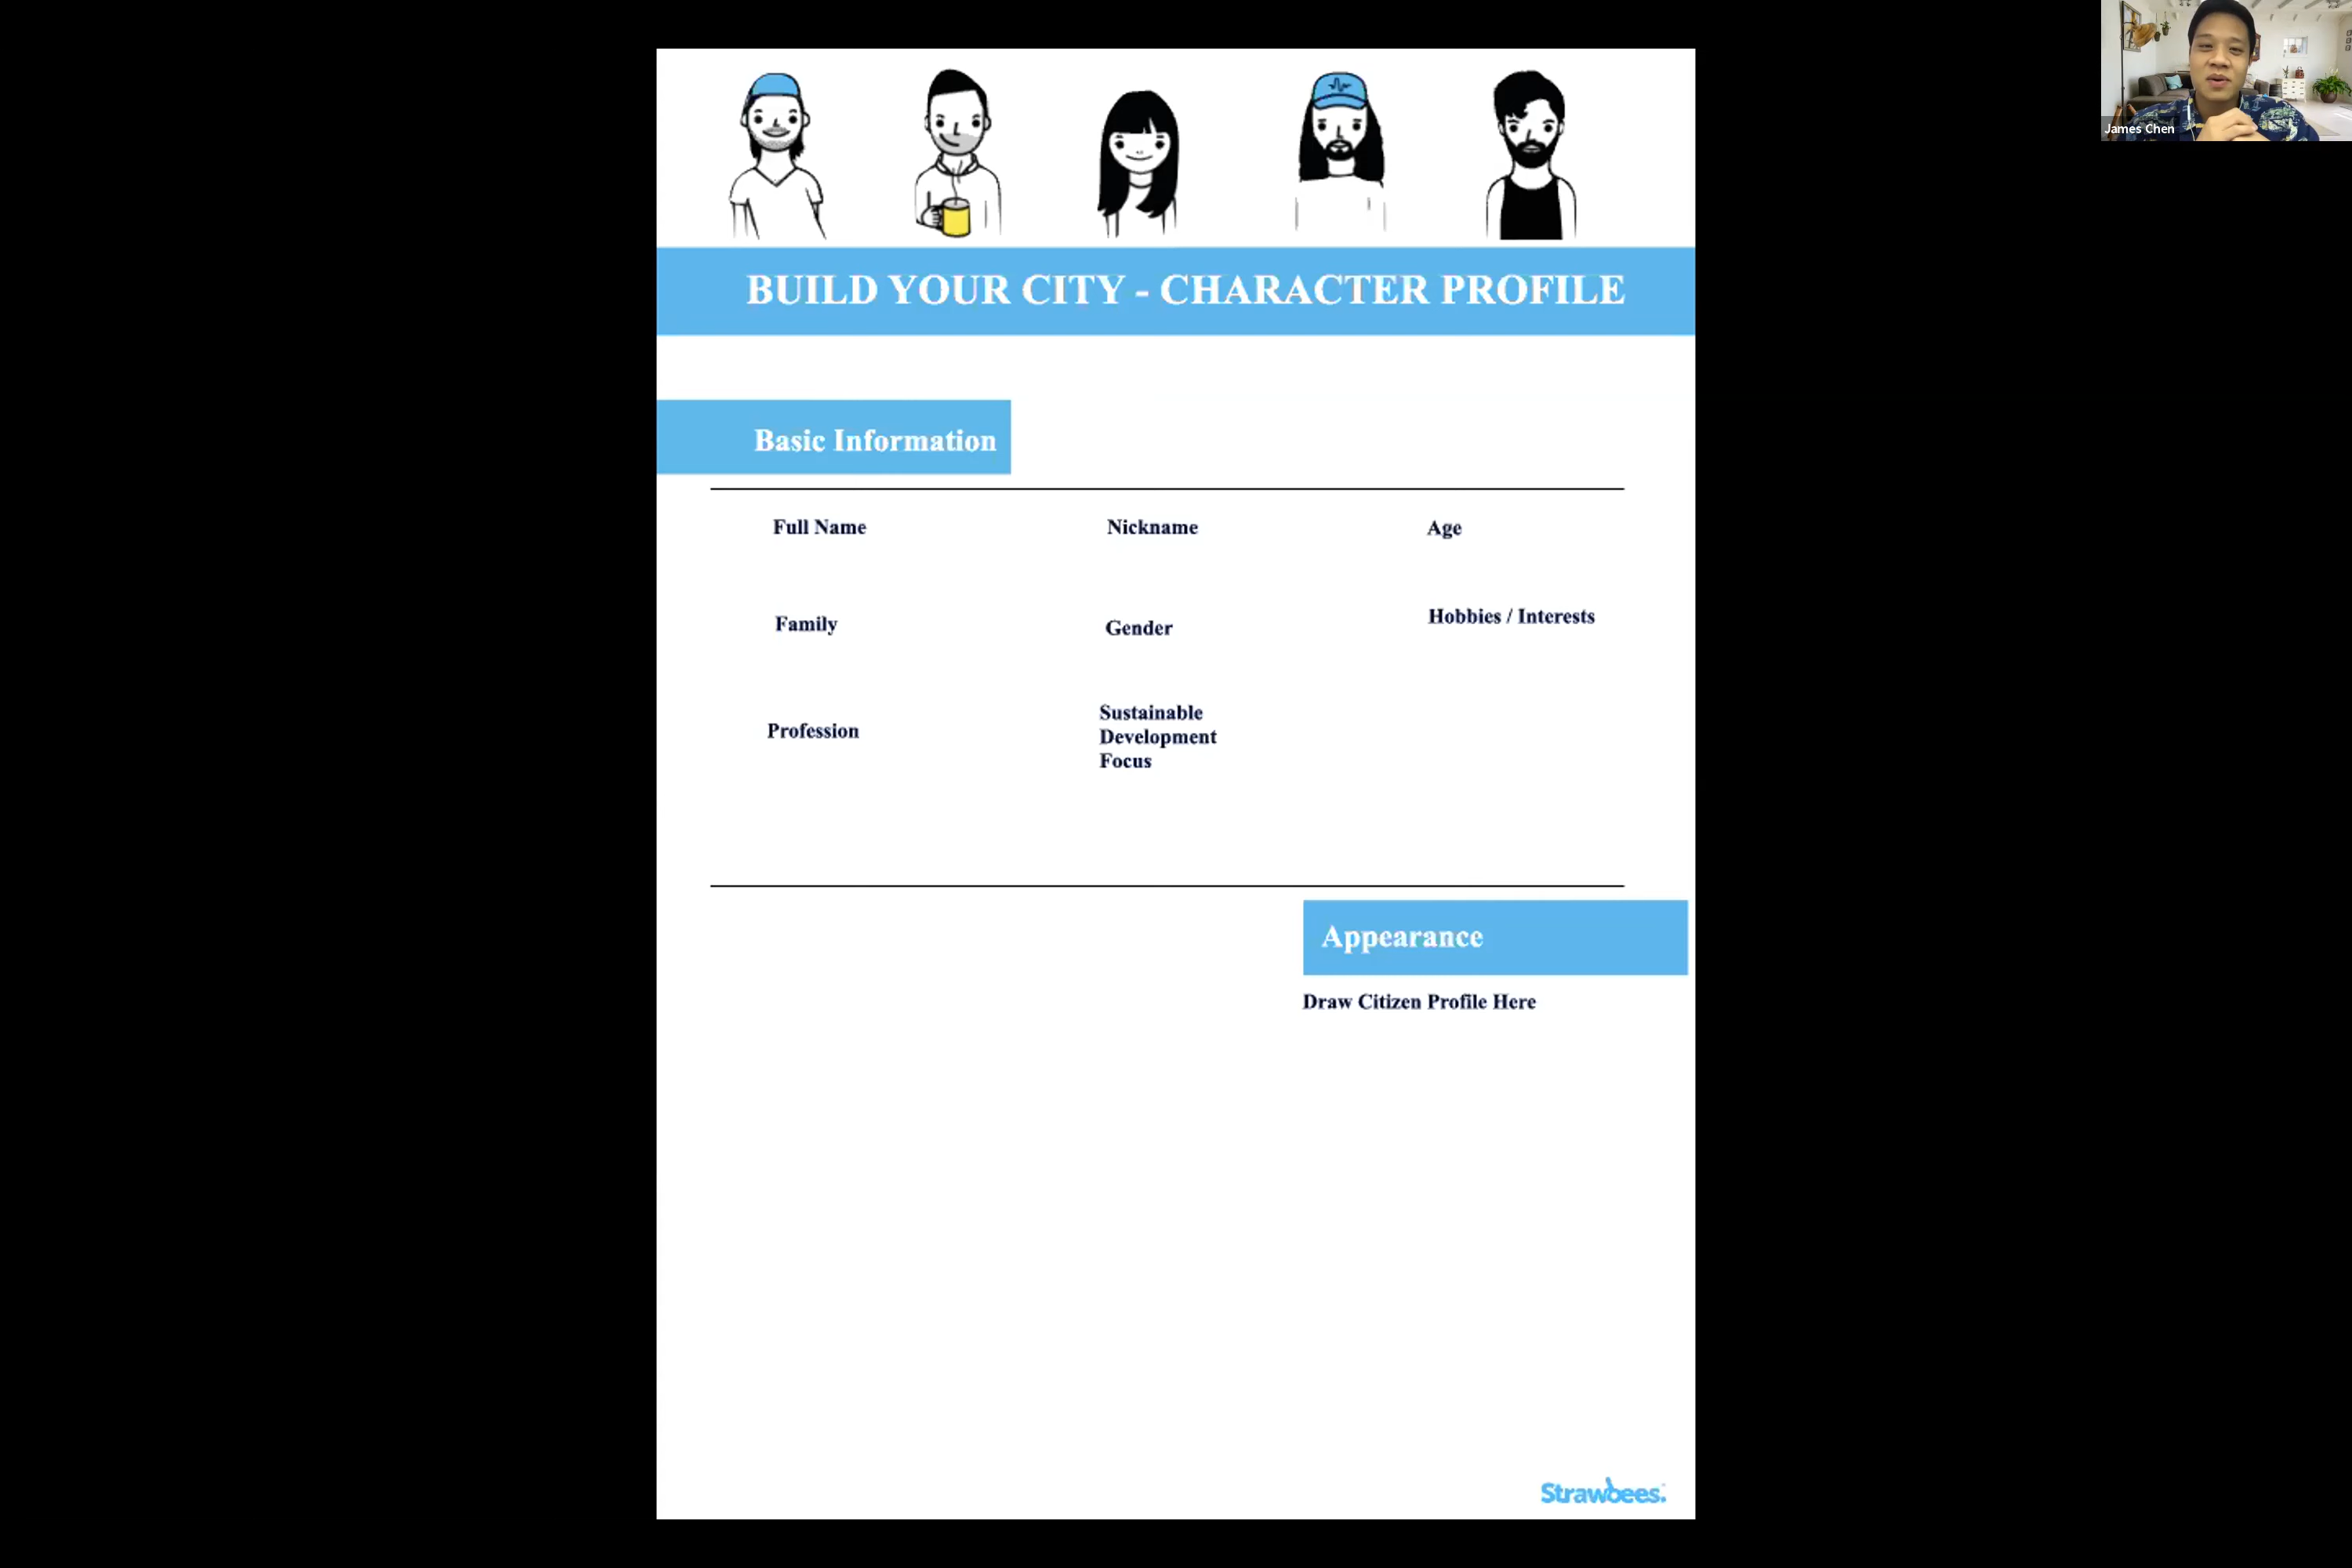 James Chen
BUILD YOUR CITY - CHARACTER PROFILE
Basic Information
Full Name
Nickname
Age
Family
Gender
Hobbies / Interests
Profession
Sustainable
Development
Focus
Appearance
Draw Citizen Profile Here
Strawbees.